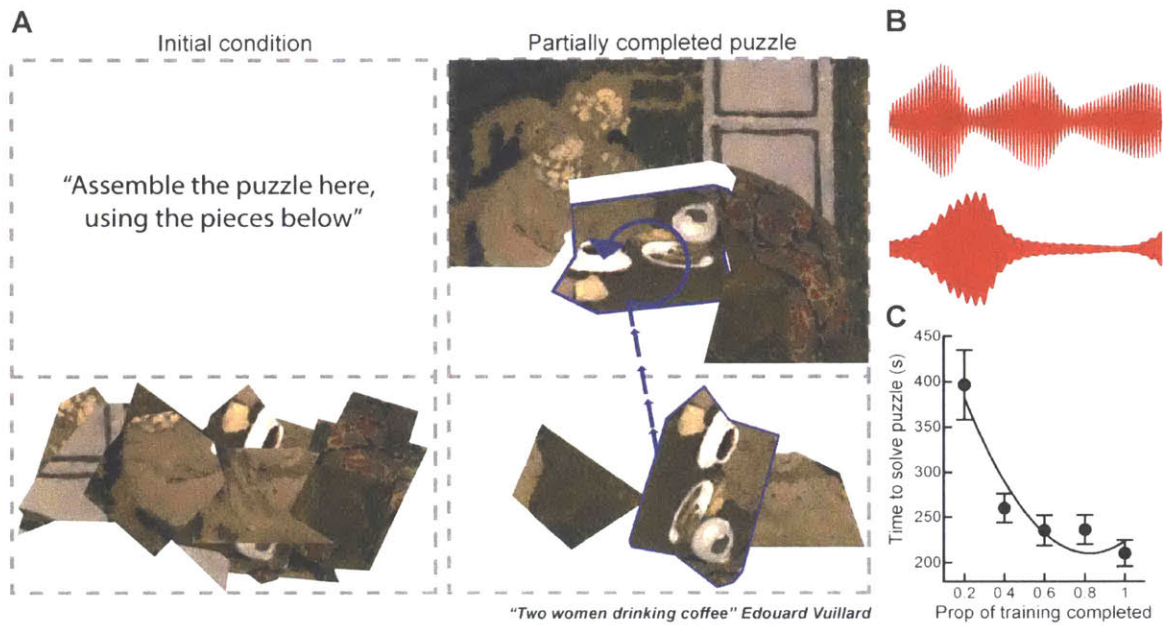 A
Initial condition
Partially completed puzzle
“Assemble the puzzle here,
using the pieces below”
“Two women drinking coffee” Edouard Vuillard
B
C
Time to solve puzzle (s)
450
400
350
300
250
200
0.2 0 4 0 6 0.8 1
Prop of training completed